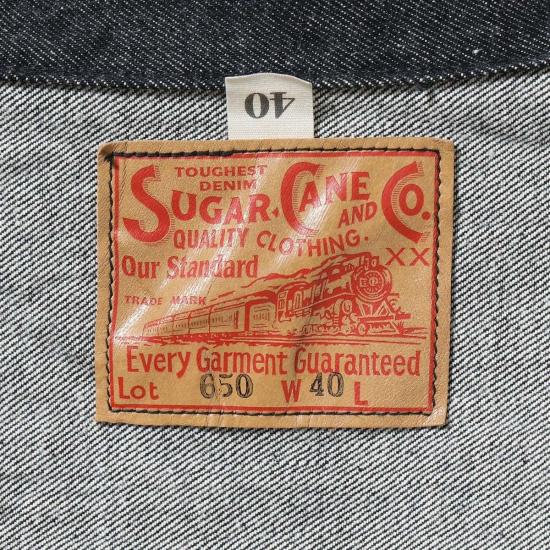 40
TOUGHEST
DENIM
SUGAR CANE AND CO.
QUALITY CLOTHING.
Our Standard XX
TRADE MARK
Every Garment Guaranteed
Lot 650 W 40 L